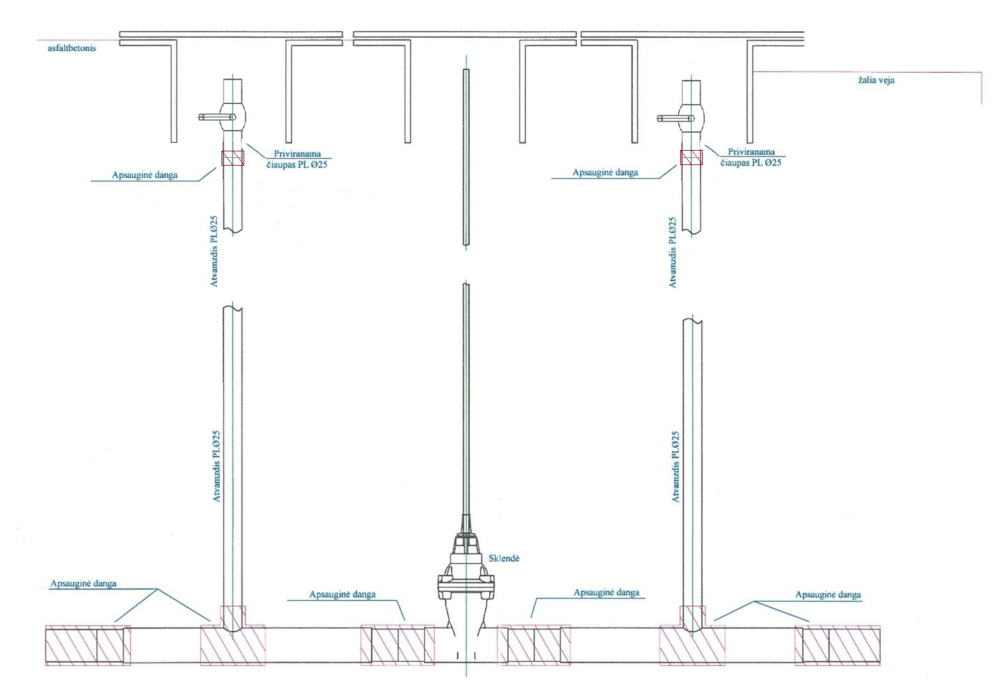 asfaltbetonis
žalia veja
Priviranama
čiaupas PL Ø25
Apsauginė danga
Priviranama
čiaupas PL Ø25
Apsauginė danga
Atvamzdis PLØ25
Atvamzdis PLØ25
Atvamzdis PLØ25
Atvamzdis PLØ25
Sklendė
Apsauginė danga
Apsauginė danga
Apsauginė danga
Apsauginė danga